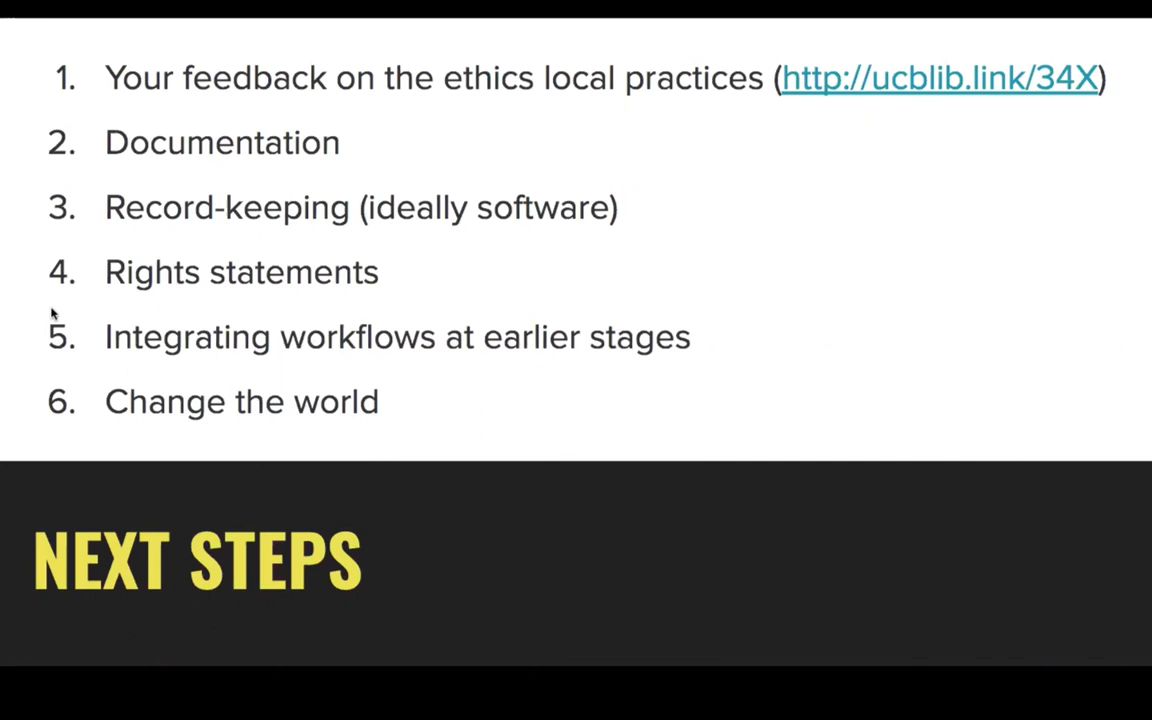 1. Your feedback on the ethics local practices (http://ucblib.link/34X)
2. Documentation
3. Record-keeping (ideally software)
4. Rights statements
5. Integrating workflows at earlier stages
6. Change the world
NEXT STEPS